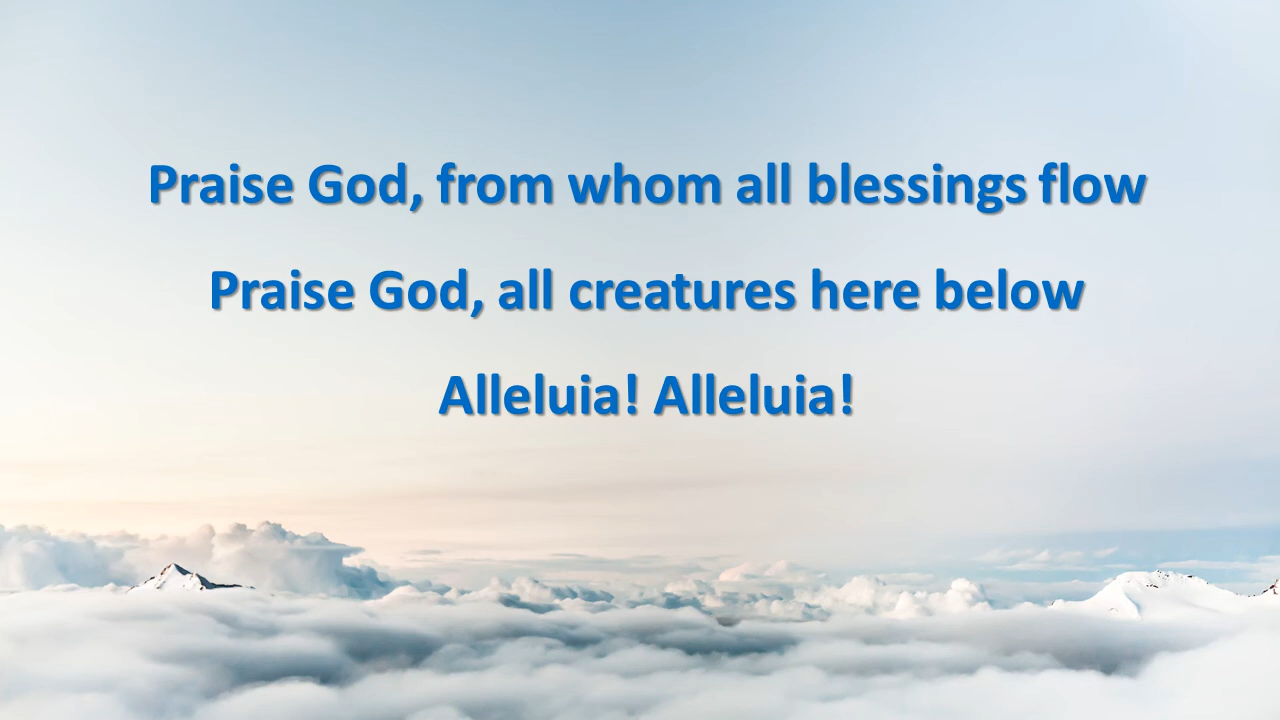 Praise God, from whom all blessings flow
Praise God, all creatures here below
Alleluia! Alleluia!